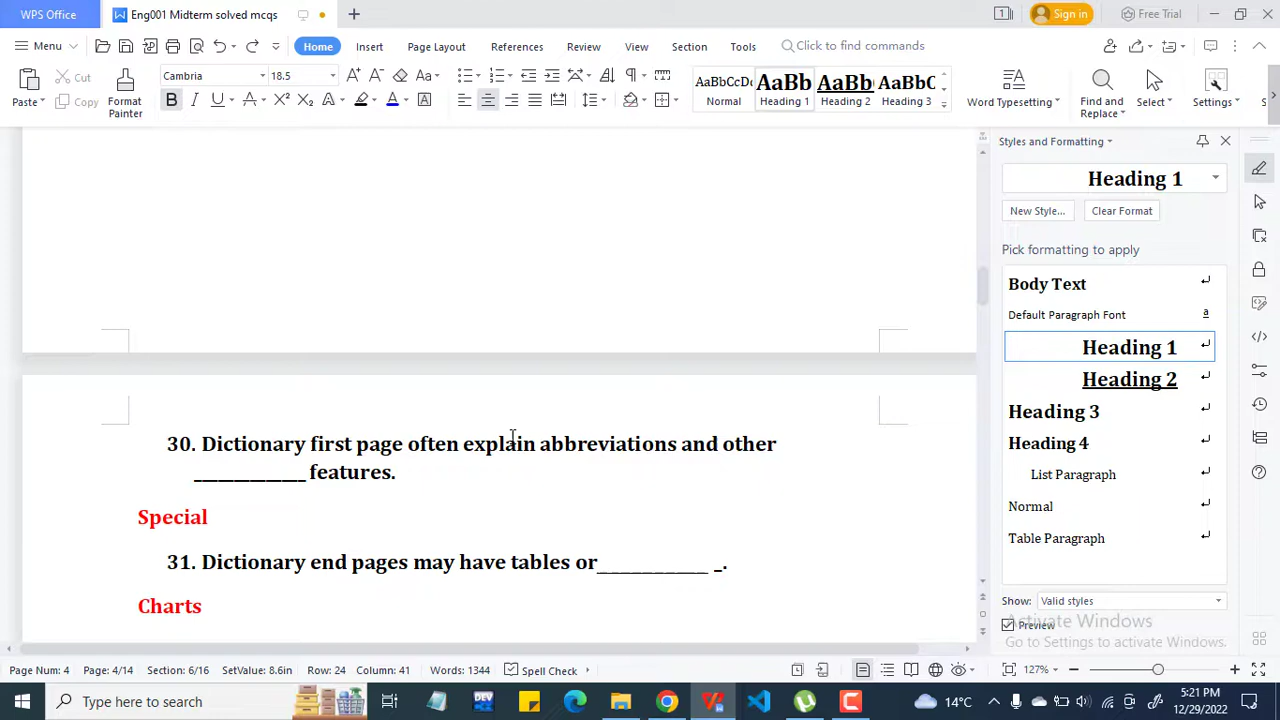 WPS Office
Eng001 Midterm solved mcqs
1
Sign in
Free Trial
Menu
Home
Insert
Page Layout
References
Review
View
Section
Tools
Click to find commands
Paste
Cut
Copy
Format
Painter
Cambria
18.5
AaBbCcDc
Normal
AaBb
Heading 1
AaBb
Heading 2
AaBbC
Heading 3
Word Typesetting
Find and
Replace
Select
Settings
Styles and Formatting
Heading 1
New Style...
Clear Format
Pick formatting to apply
Body Text
Default Paragraph Font
Heading 1
Heading 2
Heading 3
Heading 4
List Paragraph
Normal
Table Paragraph
Show:
Valid styles
Preview
Activate Windows
Go to Settings to activate Windows.
30. Dictionary first page often explain abbreviations and other
______________ features.
Special
31. Dictionary end pages may have tables or___________ _.
Charts
Page Num: 4
Page: 4/14
Section: 6/16
SetValue: 8.6in
Row: 24
Column: 41
Words: 1344
Spell Check
127%
Type here to search
DEV
14°C
5:21 PM
12/29/2022